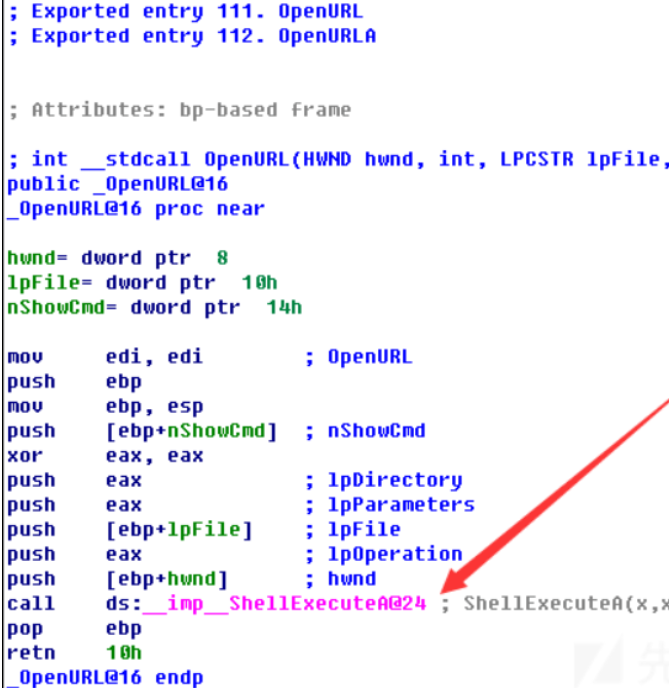 ; Exported entry 111. OpenURL
; Exported entry 112. OpenURLA
; Attributes: bp-based frame
; int __stdcall OpenURL(HWND hwnd, int, LPCSTR lpFile,
public _OpenURL@16
_OpenURL@16 proc near
hwnd= dword ptr  8
lpFile= dword ptr  10h
nShowCmd= dword ptr  14h
mov     edi, edi        ; OpenURL
push    ebp
mov     ebp, esp
push    [ebp+nShowCmd]  ; nShowCmd
xor     eax, eax
push    eax             ; lpDirectory
push    eax             ; lpParameters
push    [ebp+lpFile]    ; lpFile
push    eax             ; lpOperation
push    [ebp+hwnd]      ; hwnd
call    ds:__imp__ShellExecuteA@24 ; ShellExecuteA(x,x
pop     ebp
retn    10h
_OpenURL@16 endp
先